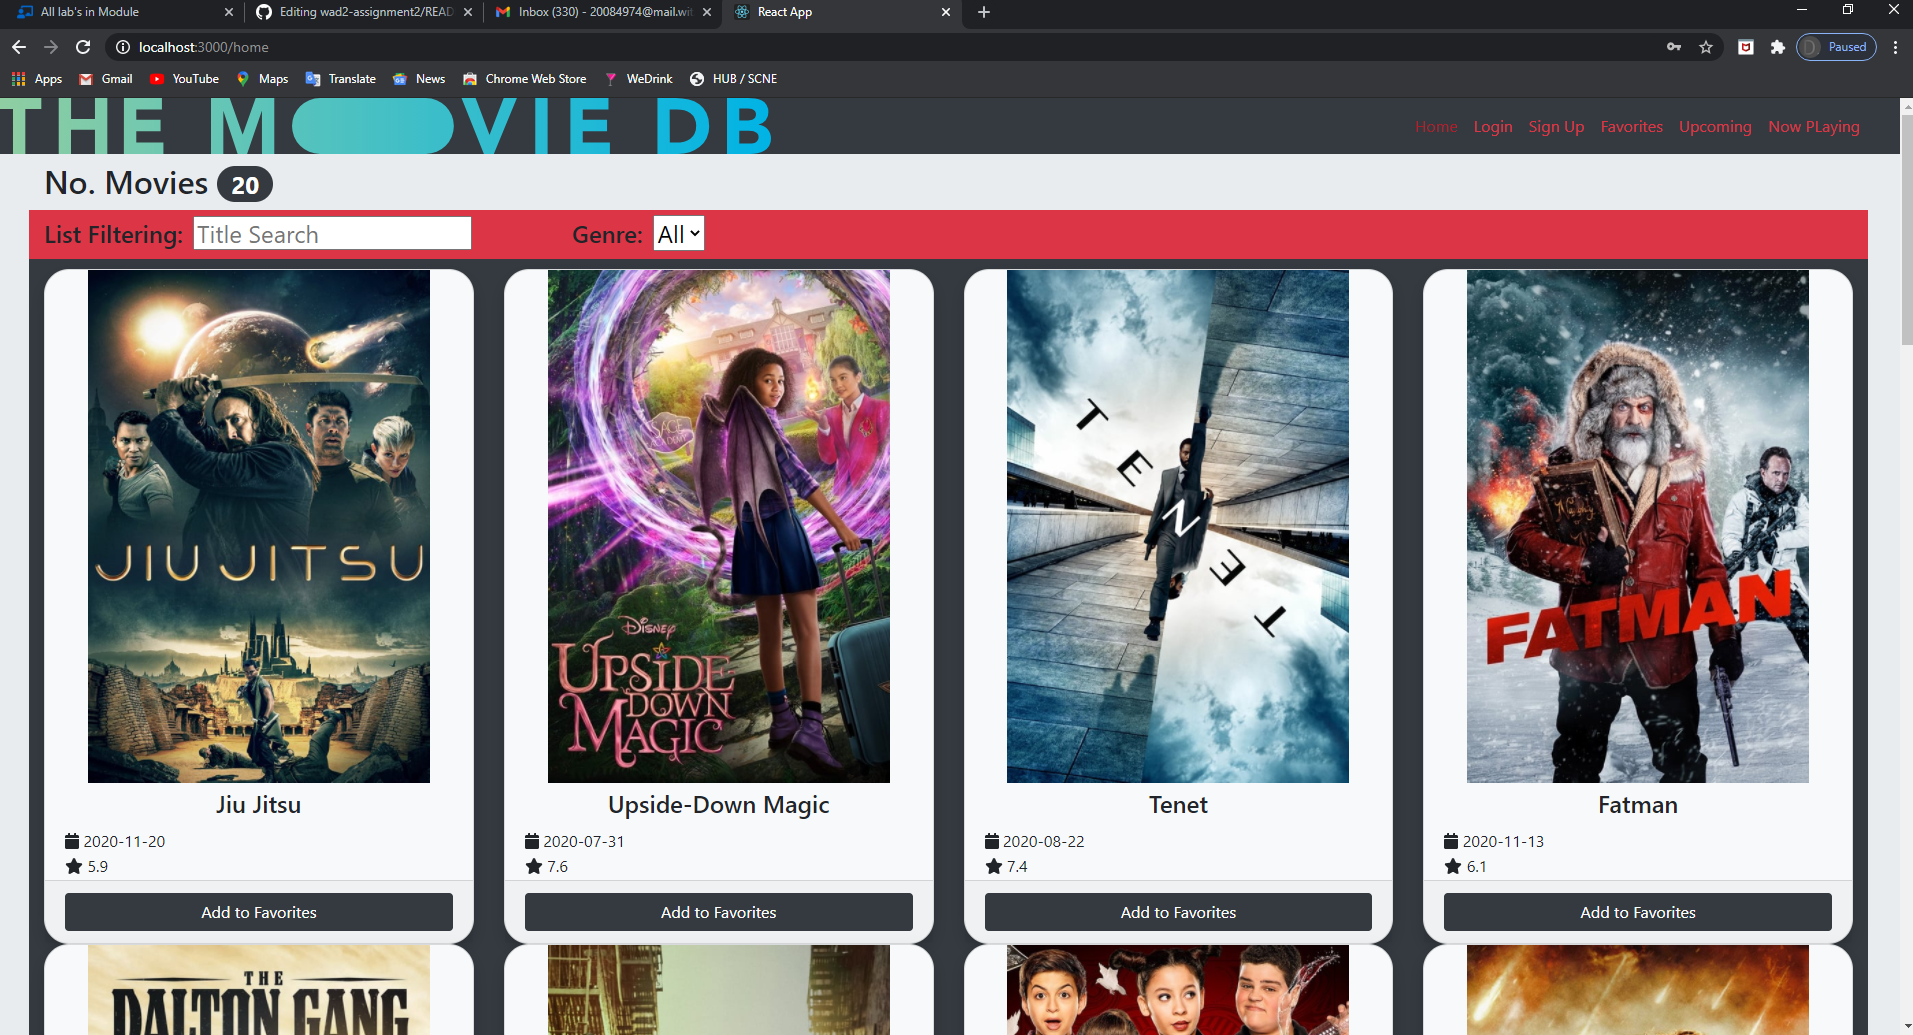 All lab's in Module
Editing wad2-assignment2/READ
Inbox (330) - 20084974@mail.wit
React App
localhost:3000/home
Paused
Apps
Gmail
YouTube
Maps
Translate
News
Chrome Web Store
WeDrink
HUB / SCNE
THE M VIE DB
Home
Login
Sign Up
Favorites
Upcoming
Now PLaying
No. Movies 20
List Filtering:
Title Search
Genre:
All
JIU JITSU
SAGE
ACADEMY
Disney
UPSIDE
DOWN
MAGIC
TENET
FATMAN
Jiu Jitsu
Upside-Down Magic
Tenet
Fatman
2020-11-20
2020-07-31
2020-08-22
2020-11-13
5.9
7.6
7.4
6.1
Add to Favorites
Add to Favorites
Add to Favorites
Add to Favorites
THE
DALTON GANG